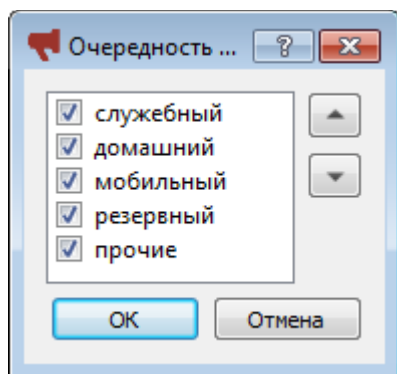 Очередность ...
служебный
домашний
мобильный
резервный
прочие
ОК
Отмена